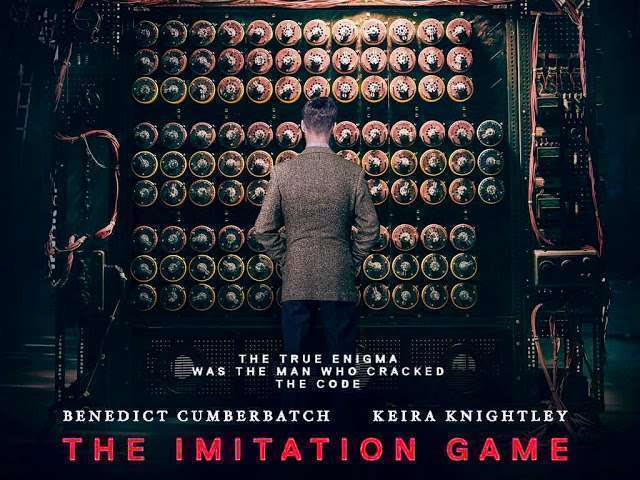 THE TRUE ENIGMA
WAS THE MAN WHO CRACKED
THE CODE
BENEDICT CUMBERBATCH KEIRA KNIGHTLEY
THE IMITATION GAME